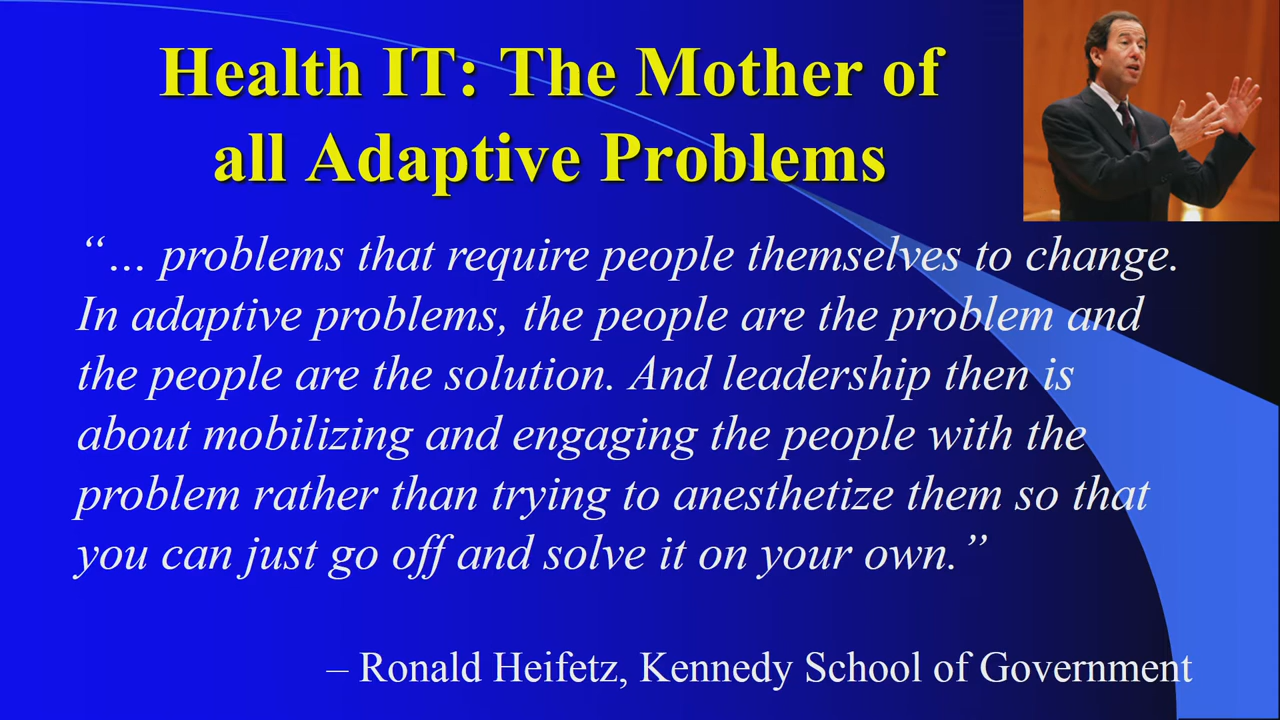 Health IT: The Mother of
all Adaptive Problems
“… problems that require people themselves to change.
In adaptive problems, the people are the problem and
the people are the solution. And leadership then is
about mobilizing and engaging the people with the
problem rather than trying to anesthetize them so that
you can just go off and solve it on your own.”
– Ronald Heifetz, Kennedy School of Government